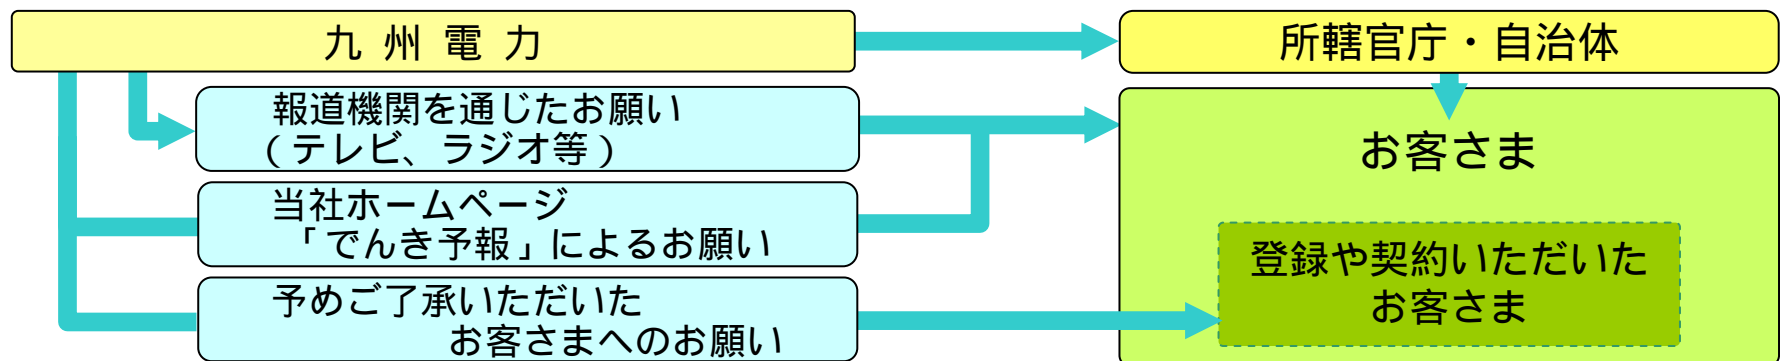 九 州 電 力
所轄官庁・自治体
報道機関を通じたお願い
(テレビ、ラジオ等)
当社ホームページ
「でんき予報」によるお願い
予めご了承いただいた
お客さまへのお願い
お客さま
登録や契約いただいた
お客さま